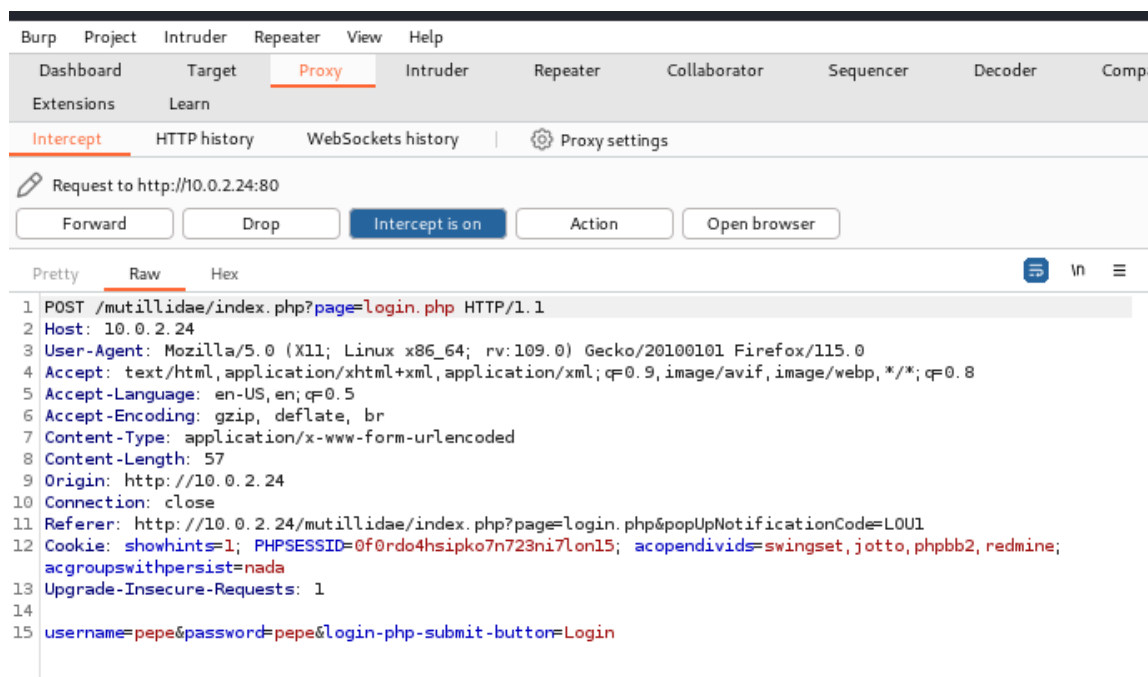 Burp Project Intruder Repeater View Help
Dashboard Target Proxy Intruder Repeater Collaborator Sequencer Decoder
Extensions Learn
Intercept HTTP history WebSockets history Proxy settings
Request to http://10.0.2.24:80
Forward Drop Intercept is on Action Open browser
Pretty Raw Hex \n
1 POST /mutillidae/index.php?page=login.php HTTP/1.1
2 Host: 10.0.2.24
3 User-Agent: Mozilla/5.0 (X11; Linux x86_64; rv:109.0) Gecko/20100101 Firefox/115.0
4 Accept: text/html,application/xhtml+xml,application/xml;q=0.9,image/avif,image/webp,*/*;q=0.8
5 Accept-Language: en-US,en;q=0.5
6 Accept-Encoding: gzip, deflate, br
7 Content-Type: application/x-www-form-urlencoded
8 Content-Length: 57
9 Origin: http://10.0.2.24
10 Connection: close
11 Referer: http://10.0.2.24/mutillidae/index.php?page=login.php&popUpNotificationCode=LOU1
12 Cookie: showhints=1; PHPSESSID=0f0rdo4hsipko7n723ni7lon15; acopendivids=swingset,jotto,phpbb2,redmine;
acgroupswithpersist=nada
13 Upgrade-Insecure-Requests: 1
14
15 username=pepe&password=pepe&login-php-submit-button=Login